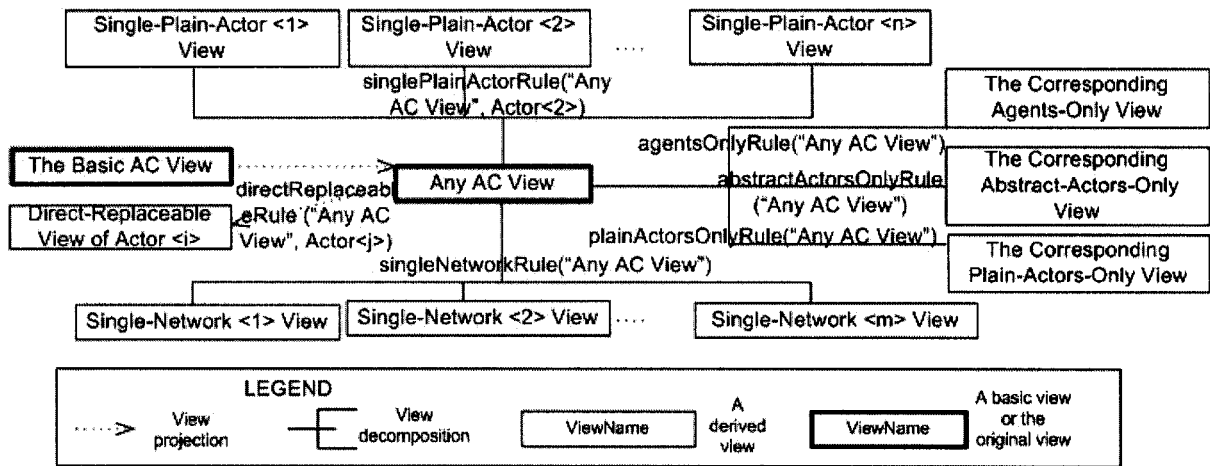 Single-Plain-Actor <1>
View
Single-Plain-Actor <2>
View
....
Single-Plain-Actor <n>
View
singlePlainActorRule("Any
AC View", Actor<2>)
The Corresponding
Agents-Only View
agentsOnlyRule("Any AC View")
The Basic AC View
Any AC View
abstractActorsOnlyRule
("Any AC View")
The Corresponding
Abstract-Actors-Only
View
directReplaceabl
eRule ("Any AC
View", Actor<j>)
Direct-Replaceable
View of Actor <i>
plainActorsOnlyRule("Any AC View")
The Corresponding
Plain-Actors-Only View
singleNetworkRule("Any AC View")
Single-Network <1> View
Single-Network <2> View
....
Single-Network <m> View
LEGEND
View
projection
View
decomposition
ViewName
A
derived
view
ViewName
A basic view
or the
original view